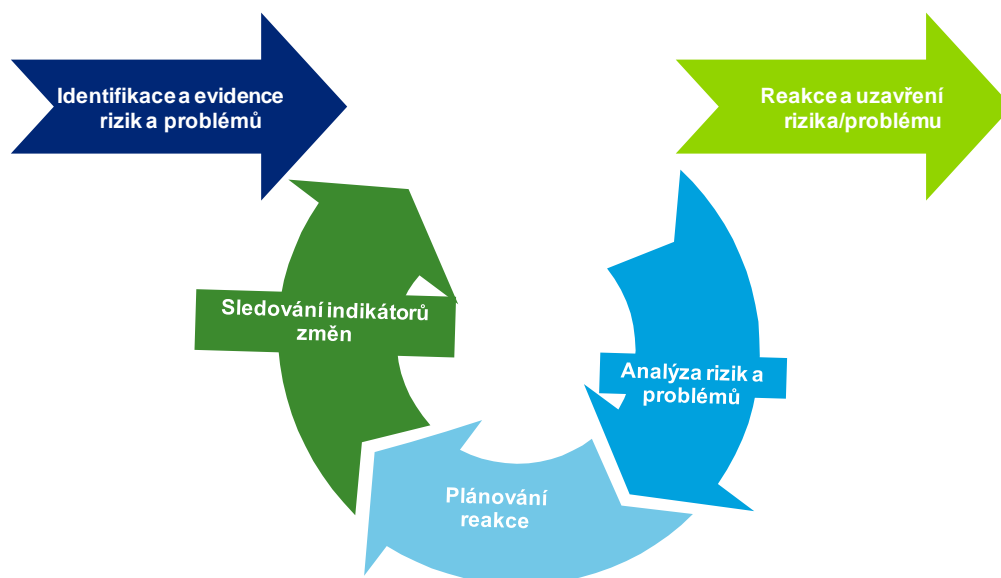 Identifikace a evidence
rizik a problémů
Reakce a uzavření
rizika/problému
Sledování indikátorů
změn
Analýza rizik a
problémů
Plánování
reakce